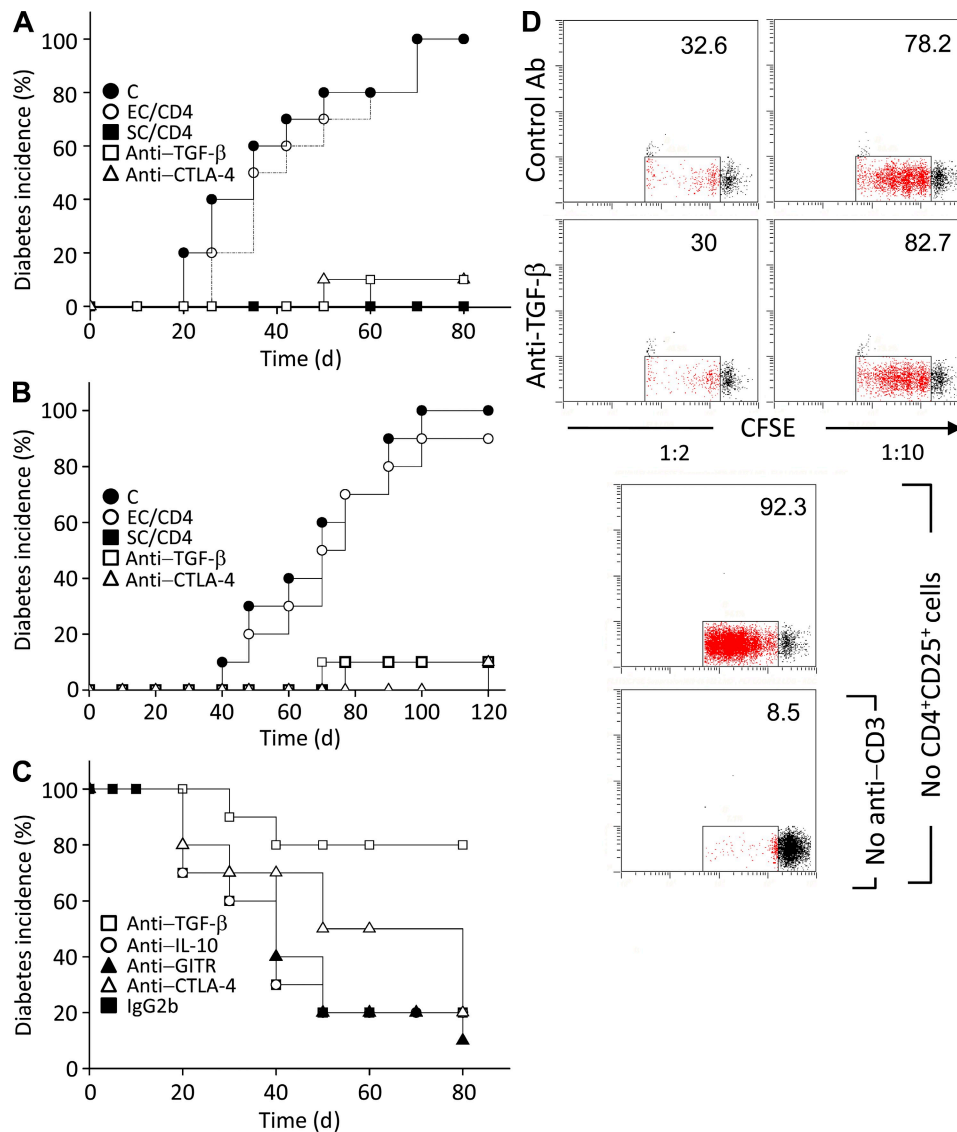 A
Diabetes incidence (%)
100
80
60
40
20
0
C
EC/CD4
SC/CD4
Anti–TGF-β
Anti–CTLA-4
0 20 40 60 80
Time (d)
B
Diabetes incidence (%)
100
80
60
40
20
0
C
EC/CD4
SC/CD4
Anti–TGF-β
Anti–CTLA-4
0 20 40 60 80 100 120
Time (d)
C
Diabetes incidence (%)
100
80
60
40
20
0
Anti–TGF-β
Anti–IL-10
Anti–GITR
Anti–CTLA-4
IgG2b
0 20 40 60 80
Time (d)
D
Control Ab
32.6 78.2
Anti-TGF-β
30 82.7
CFSE
1:2 1:10
92.3
8.5
No anti–CD3
No CD4⁺CD25⁺ cells